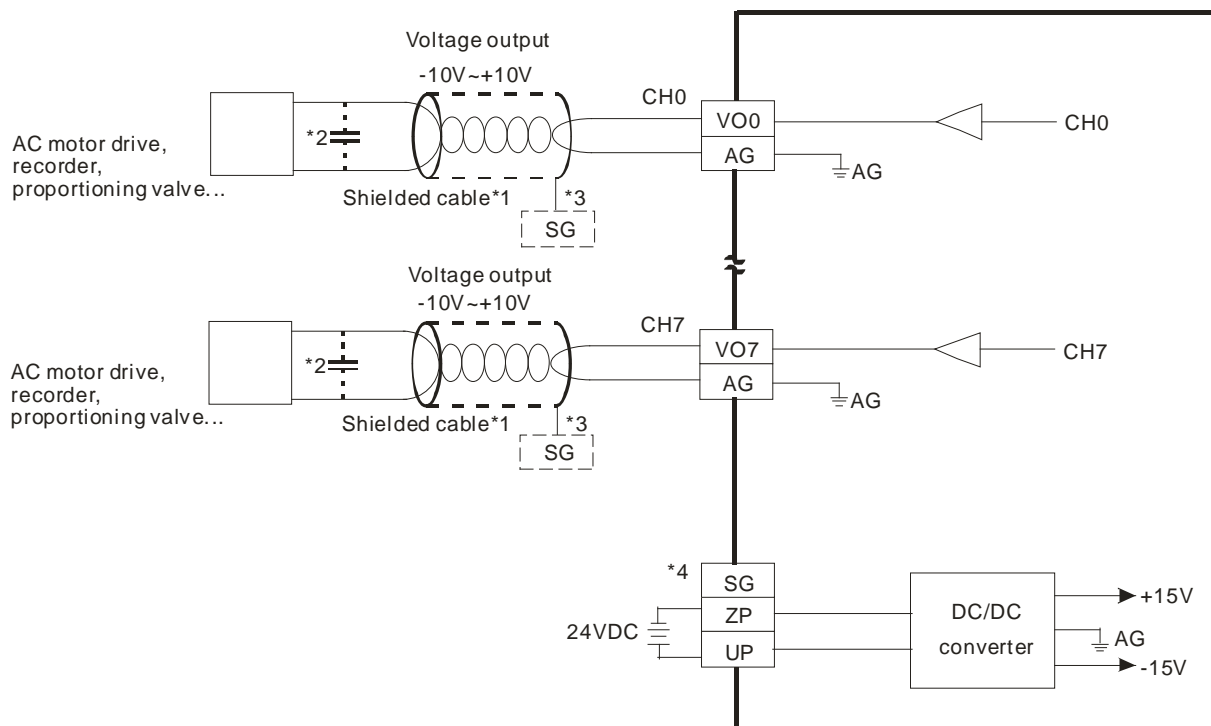 Voltage output
-10V~+10V
CH0
VO0
CH0
*2
AC motor drive,
recorder,
proportioning valve...
AG
AG
Shielded cable*1
*3
SG
Voltage output
-10V~+10V
CH7
VO7
CH7
*2
AC motor drive,
recorder,
proportioning valve...
AG
AG
Shielded cable*1
*3
SG
*4
SG
ZP
UP
24VDC
DC/DC
converter
+15V
AG
-15V